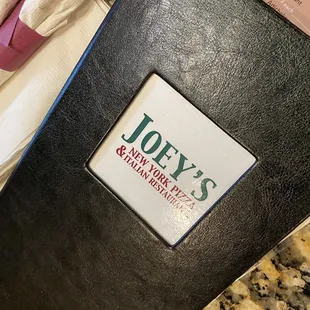 JOEY'S
NEW YORK PIZZA
& ITALIAN RESTAURANT